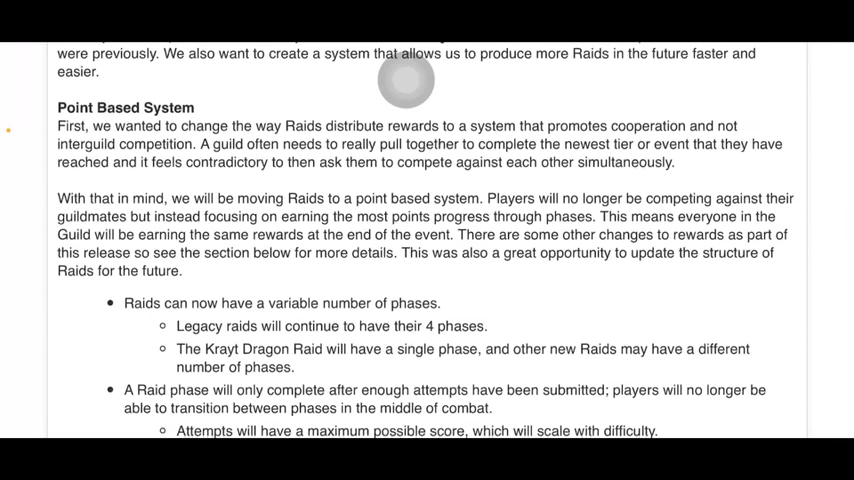 were previously. We also want to create a system that allows us to produce more Raids in the future faster and
easier.
Point Based System
First, we wanted to change the way Raids distribute rewards to a system that promotes cooperation and not
interguild competition. A guild often needs to really pull together to complete the newest tier or event that they have
reached and it feels contradictory to then ask them to compete against each other simultaneously.
With that in mind, we will be moving Raids to a point based system. Players will no longer be competing against their
guildmates but instead focusing on earning the most points progress through phases. This means everyone in the
Guild will be earning the same rewards at the end of the event. There are some other changes to rewards as part of
this release so see the section below for more details. This was also a great opportunity to update the structure of
Raids for the future.
• Raids can now have a variable number of phases.
○ Legacy raids will continue to have their 4 phases.
○ The Krayt Dragon Raid will have a single phase, and other new Raids may have a different
number of phases.
• A Raid phase will only complete after enough attempts have been submitted; players will no longer be
able to transition between phases in the middle of combat.
○ Attempts will have a maximum possible score, which will scale with difficulty.